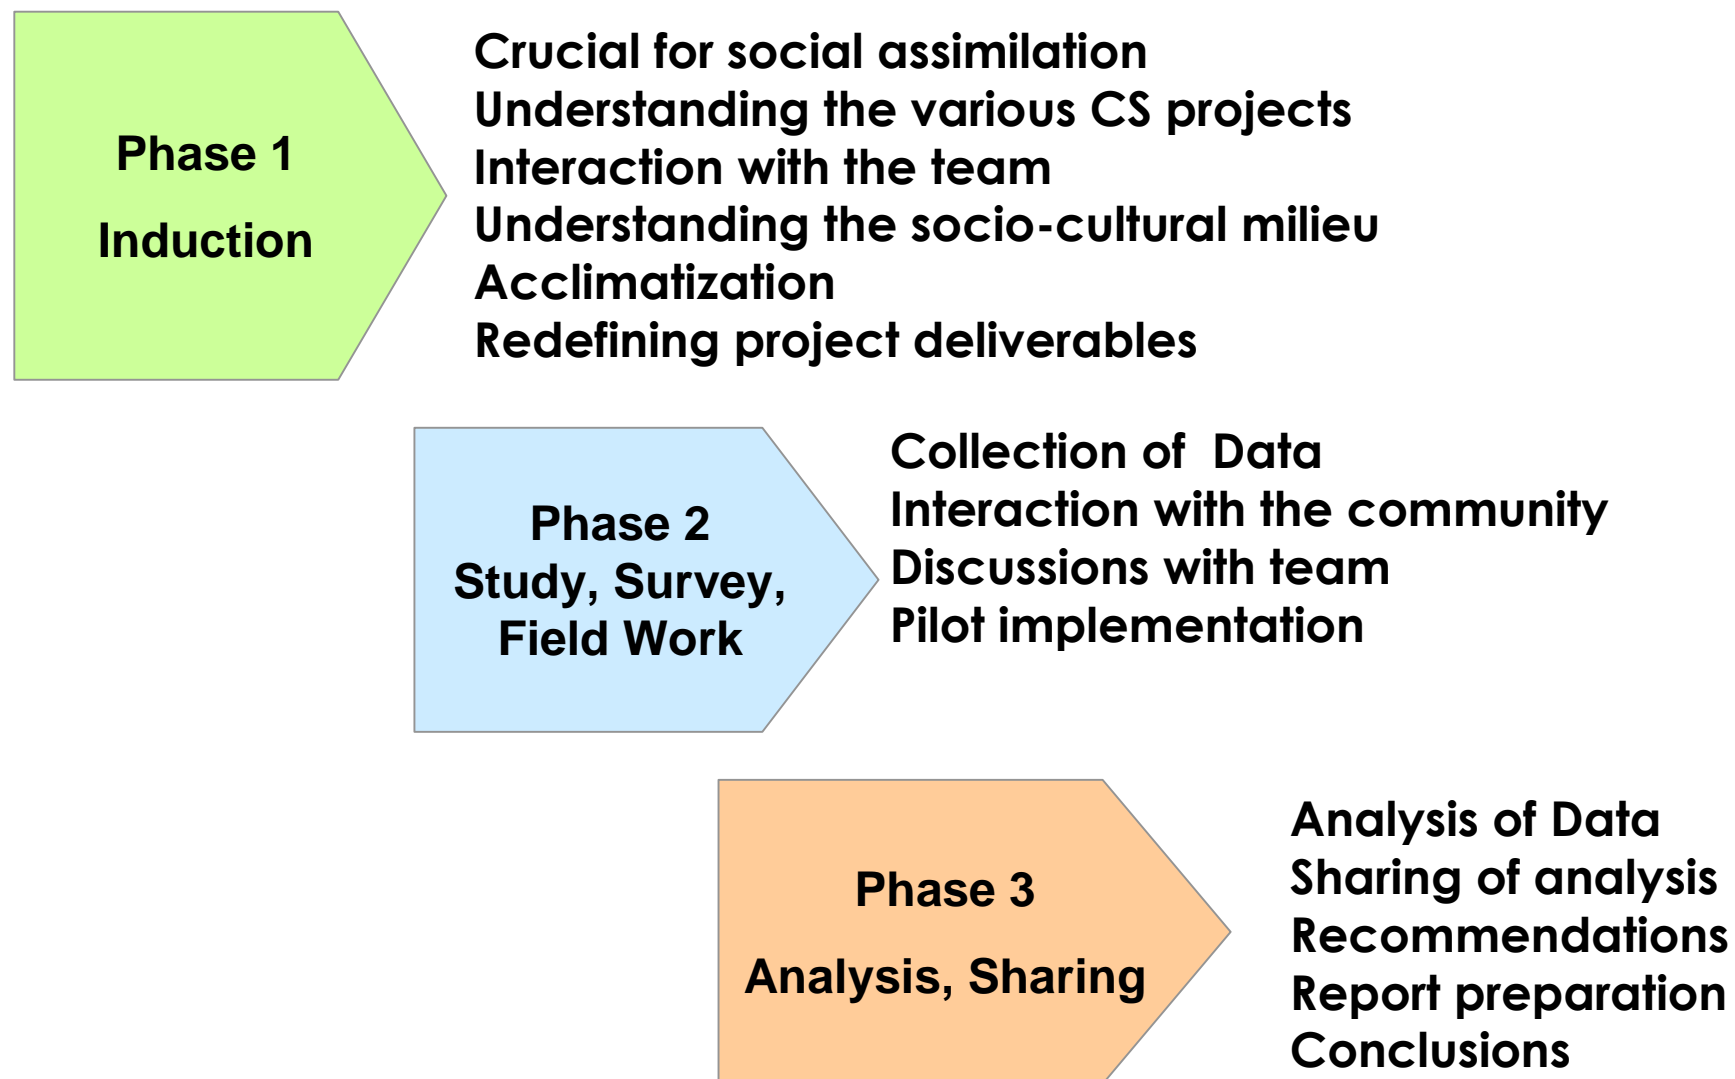 Phase 1
Induction
Crucial for social assimilation
Understanding the various CS projects
Interaction with the team
Understanding the socio-cultural milieu
Acclimatization
Redefining project deliverables
Phase 2
Study, Survey,
Field Work
Collection of  Data
Interaction with the community
Discussions with team
Pilot implementation
Phase 3
Analysis, Sharing
Analysis of Data
Sharing of analysis
Recommendations
Report preparation
Conclusions